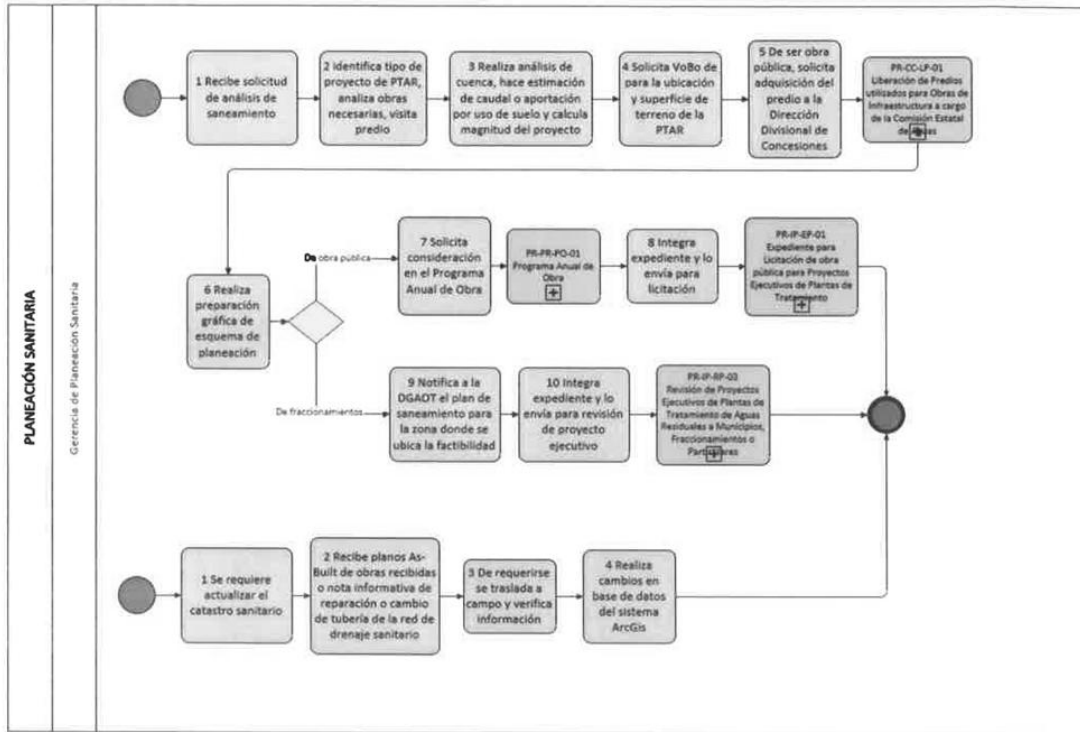 PLANEACIÓN SANITARIA
Gerencia de Planeación Sanitaria
1 Recibe solicitud
de análisis de
saneamiento
2 Identifica tipo de
proyecto de PTAR,
analiza obras
necesarias, visita
predio
3 Realiza análisis de
cuenca, hace estimación
de caudal o aportación
por uso de suelo y calcula
magnitud del proyecto
4 Solicita VoBo de
para la ubicación
y superficie de
terreno de la
PTAR
5 De ser obra
pública, solicita
adquisición del
predio a la
Dirección
Divisional de
Concesiones
PR-CC-LP-01
Liberación de Predios
utilizados para Obras de
Infraestructura a cargo
de la Comisión Estatal
de Aguas
6 Realiza
preparación
gráfica de
esquema de
planeación
De obra pública
7 Solicita
consideración
en el Programa
Anual de Obra
PR-PR-PO-01
Programa Anual de
Obra
8 Integra
expediente y lo
envía para
licitación
PR-IP-EP-01
Expediente para
Licitación de obra
pública para Proyectos
Ejecutivos de Plantas de
Tratamiento
De fraccionamientos
9 Notifica a la
DGAOT el plan de
saneamiento para
la zona donde se
ubica la factibilidad
10 Integra
expediente y lo
envía para revisión
de proyecto
ejecutivo
PR-IP-RP-03
Revisión de Proyectos
Ejecutivos de Plantas de
Tratamiento de Aguas
Residuales a Municipios,
Fraccionamientos o
Particulares
1 Se requiere
actualizar el
catastro sanitario
2 Recibe planos As-
Built de obras recibidas
o nota informativa de
reparación o cambio
de tubería de la red de
drenaje sanitario
3 De requerirse
se traslada a
campo y verifica
información
4 Realiza
cambios en
base de datos
del sistema
ArcGis